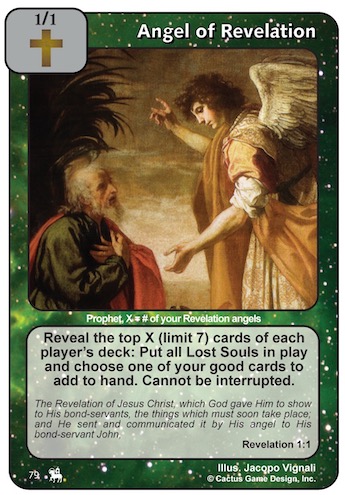 1/1
Angel of Revelation
Prophet, X = # of your Revelation angels
Reveal the top X (limit 7) cards of each
player's deck: Put all Lost Souls in play
and choose one of your good cards to
add to hand. Cannot be interrupted.
The Revelation of Jesus Christ, which God gave Him to show
to His bond-servants, the things which must soon take place;
and He sent and communicated it by His angel to His
bond-servant John,
Revelation 1:1
79
Illus. Jacopo Vignali
© Cactus Game Design, Inc.